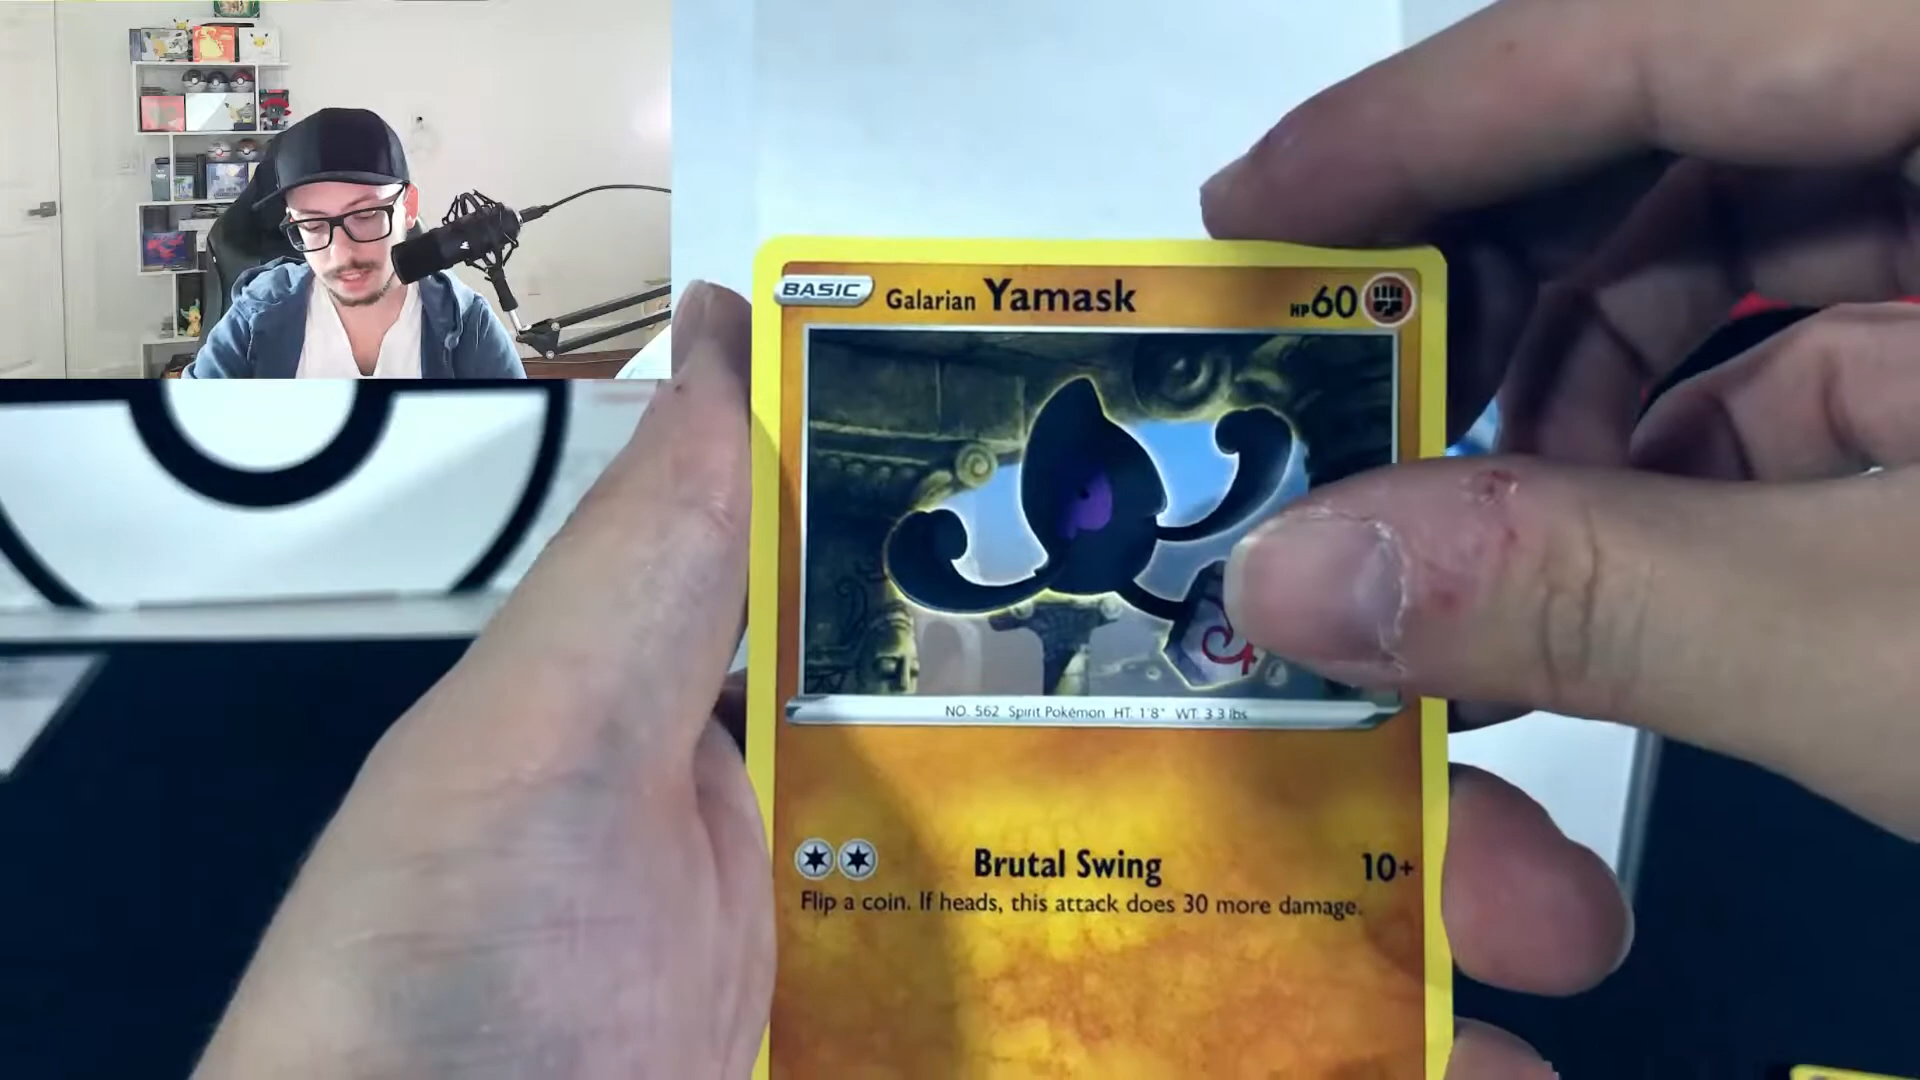 BASIC Galarian Yamask HP60
NO. 562 Spirit Pokémon HT: 1'8" WT: 3.3 lbs
Brutal Swing 10+
Flip a coin. If heads, this attack does 30 more damage.